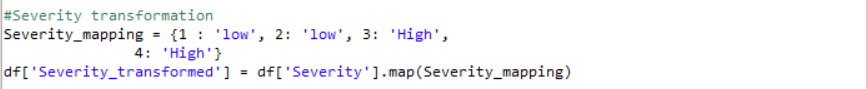 #Severity transformation
Severity_mapping = {1 : 'low', 2: 'low', 3: 'High',
4: 'High'}
df['Severity_transformed'] = df['Severity'].map(Severity_mapping)